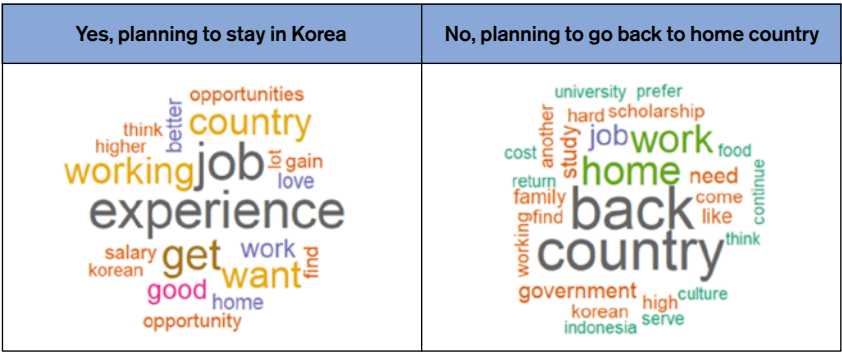 Yes, planning to stay in Korea
No, planning to go back to home country
opportunities
better
country
think
higher
job
lot
gain
working
love
experience
salary
get
work
find
korean
want
good
home
opportunity
university prefer
another
hard scholarship
study
job
work
food
cost
home
need
continue
return
family
back
come
find
like
working
country
think
government
high
culture
korean
serve
indonesia